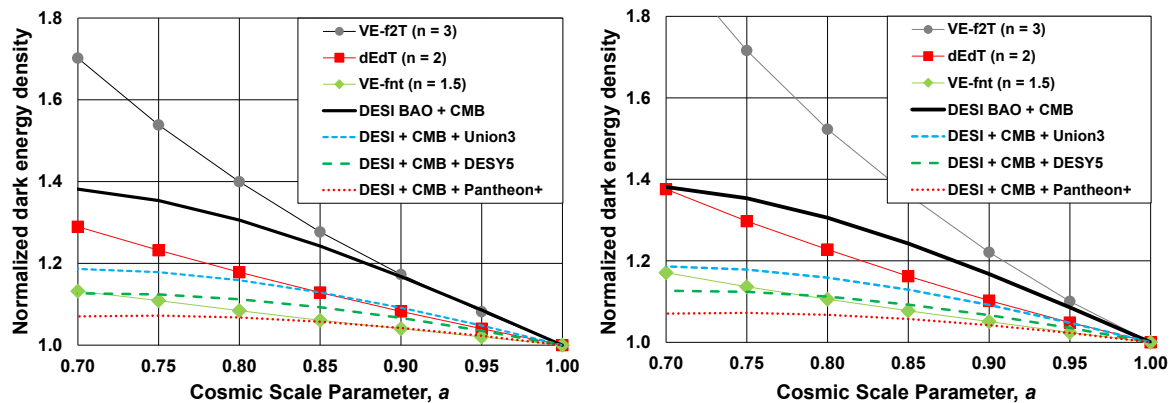 1.8
1.6
1.4
1.2
1.0
Normalized dark energy density
VE-f2T (n = 3)
dEdT (n = 2)
VE-fnt (n = 1.5)
DESI BAO + CMB
DESI + CMB + Union3
DESI + CMB + DESY5
DESI + CMB + Pantheon+
0.70 0.75 0.80 0.85 0.90 0.95 1.00
Cosmic Scale Parameter, a
1.8
1.6
1.4
1.2
1.0
Normalized dark energy density
VE-f2T (n = 3)
dEdT (n = 2)
VE-fnt (n = 1.5)
DESI BAO + CMB
DESI + CMB + Union3
DESI + CMB + DESY5
DESI + CMB + Pantheon+
0.70 0.75 0.80 0.85 0.90 0.95 1.00
Cosmic Scale Parameter, a